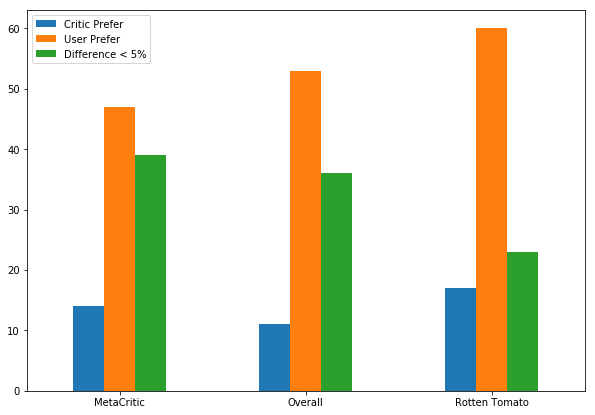 Critic Prefer
User Prefer
Difference < 5%
60
50
40
30
20
10
0
MetaCritic
Overall
Rotten Tomato